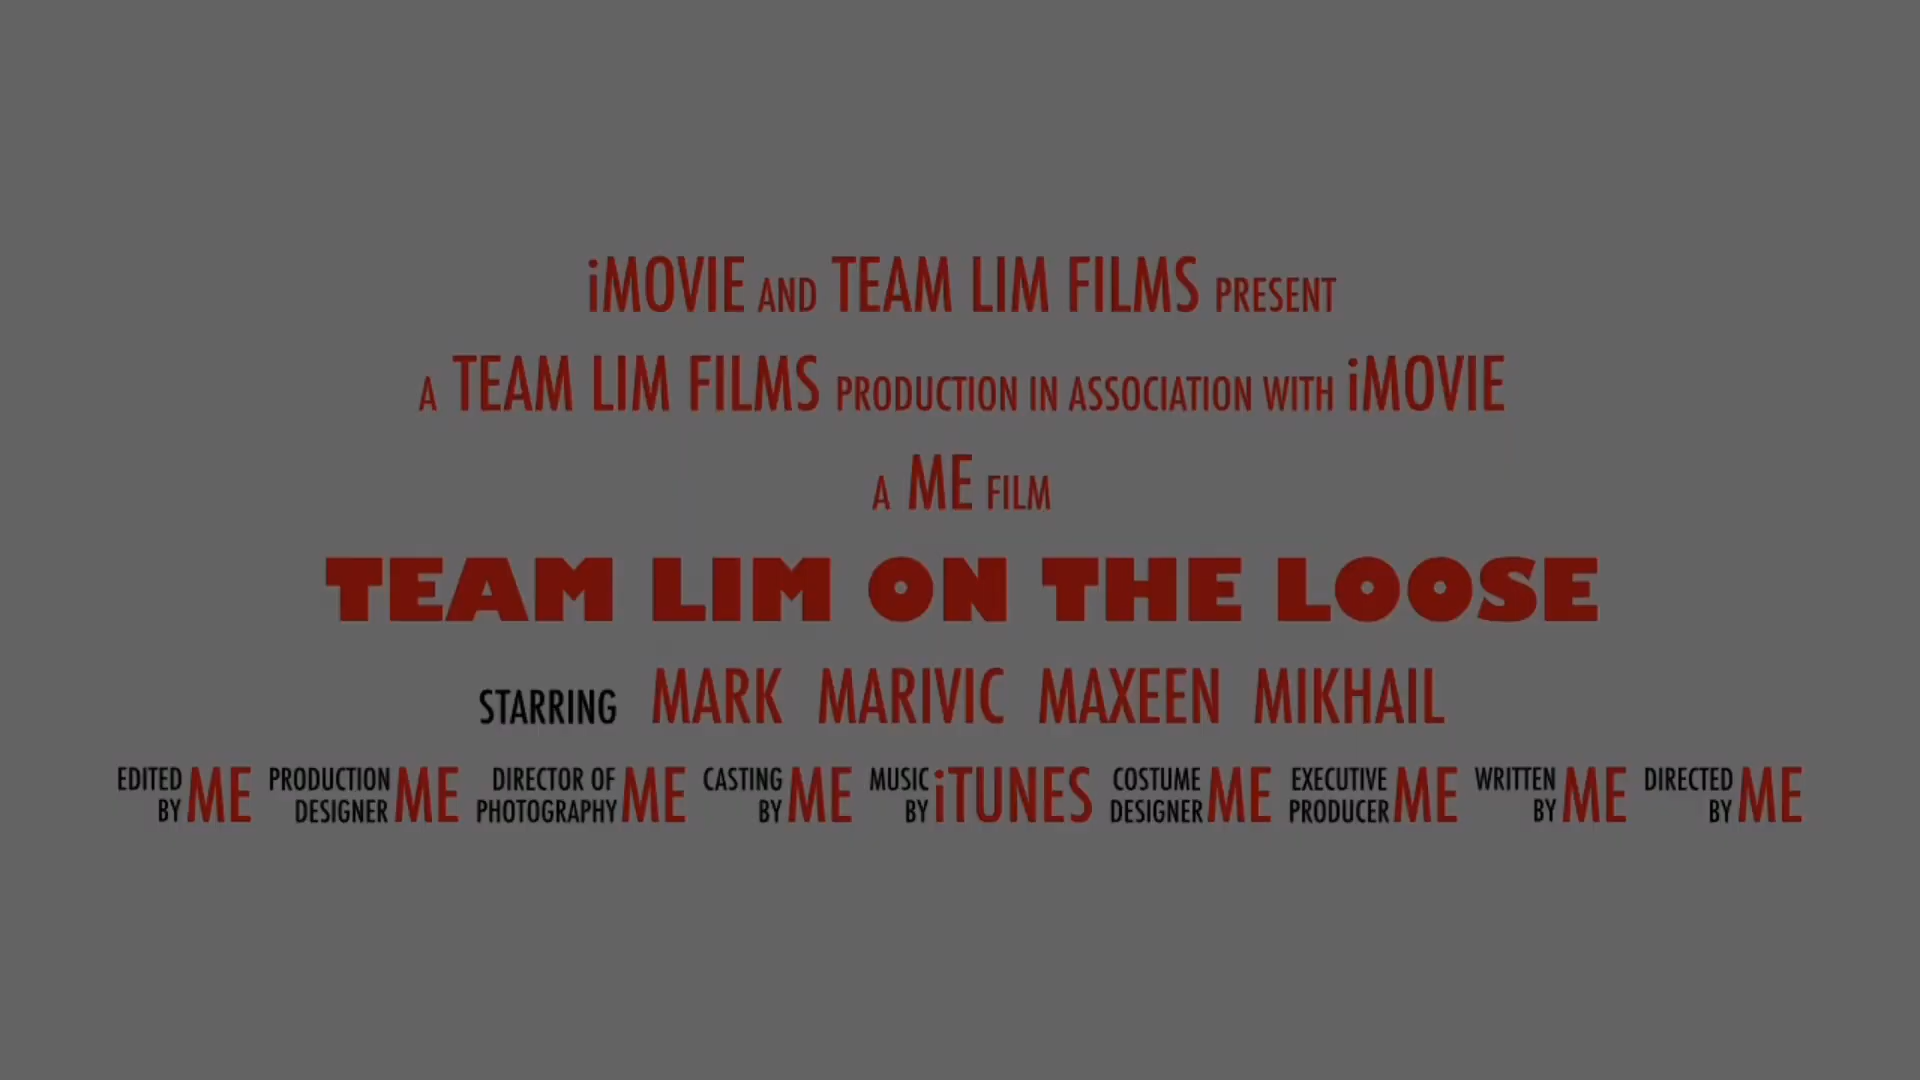 iMOVIE AND TEAM LIM FILMS PRESENT
A TEAM LIM FILMS PRODUCTION IN ASSOCIATION WITH iMOVIE
A ME FILM
TEAM LIM ON THE LOOSE
STARRING MARK MARIVIC MAXEEN MIKHAIL
EDITED BY ME PRODUCTION DESIGNER ME DIRECTOR OF PHOTOGRAPHY ME CASTING BY ME MUSIC BY iTUNES COSTUME DESIGNER ME EXECUTIVE PRODUCER ME WRITTEN BY ME DIRECTED BY ME